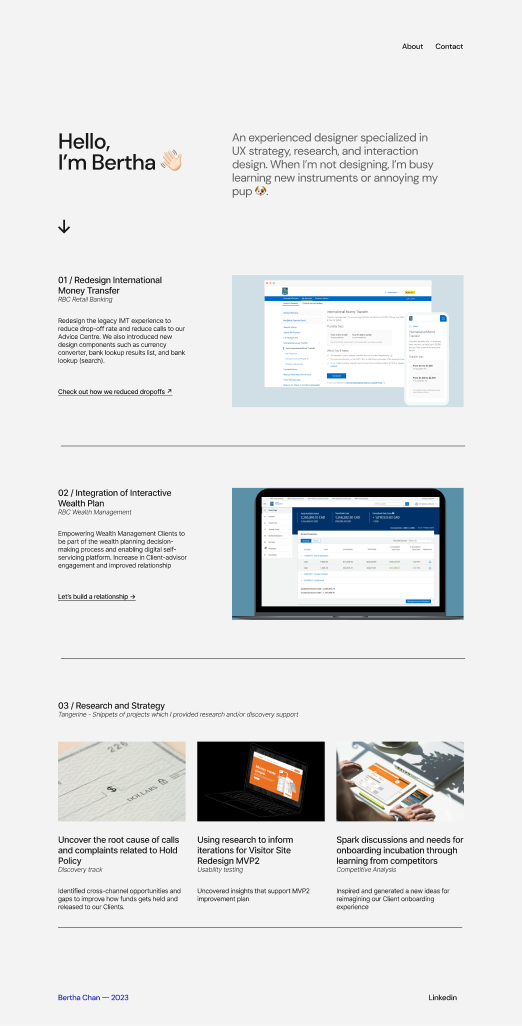 About Contact
Hello,
I'm Bertha 👋🏻
An experienced designer specialized in
UX strategy, research, and interaction
design. When I'm not designing, I'm busy
learning new instruments or annoying my
pup 🐶.
↓
01 / Redesign International
Money Transfer
RBC Retail Banking
Redesign the legacy IMT experience to
reduce drop-off rate and reduce calls to our
Advice Centre. We also introduced new
design components such as currency
converter, bank lookup results list, and bank
lookup (search).
Check out how we reduced dropoffs ↗
International Money Transfer
02 / Integration of Interactive
Wealth Plan
RBC Wealth Management
Empowering Wealth Management Clients to
be part of the wealth planning decision-
making process and enabling digital self-
servicing platform. Increase in Client-advisor
engagement and improved relationship
Let's build a relationship →
03 / Research and Strategy
Tangerine - Snippets of projects which I provided research and/or discovery support
226
$
DOLLARS
Uncover the root cause of calls
and complaints related to Hold
Policy
Discovery track
Identified cross-channel opportunities and
gaps to improve how funds gets held and
released to our Clients.
Using research to inform
iterations for Visitor Site
Redesign MVP2
Usability testing
Uncovered insights that support MVP2
improvement plan
Spark discussions and needs for
onboarding incubation through
learning from competitors
Competitive Analysis
Inspired and generated a new ideas for
reimagining our Client onboarding
experience
Bertha Chan — 2023
Linkedin